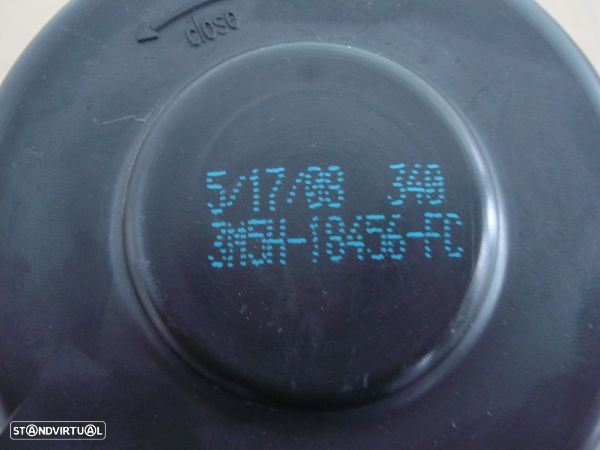 close
5/17/08 340
3M5H-18456-FC
STANDVIRTUAL